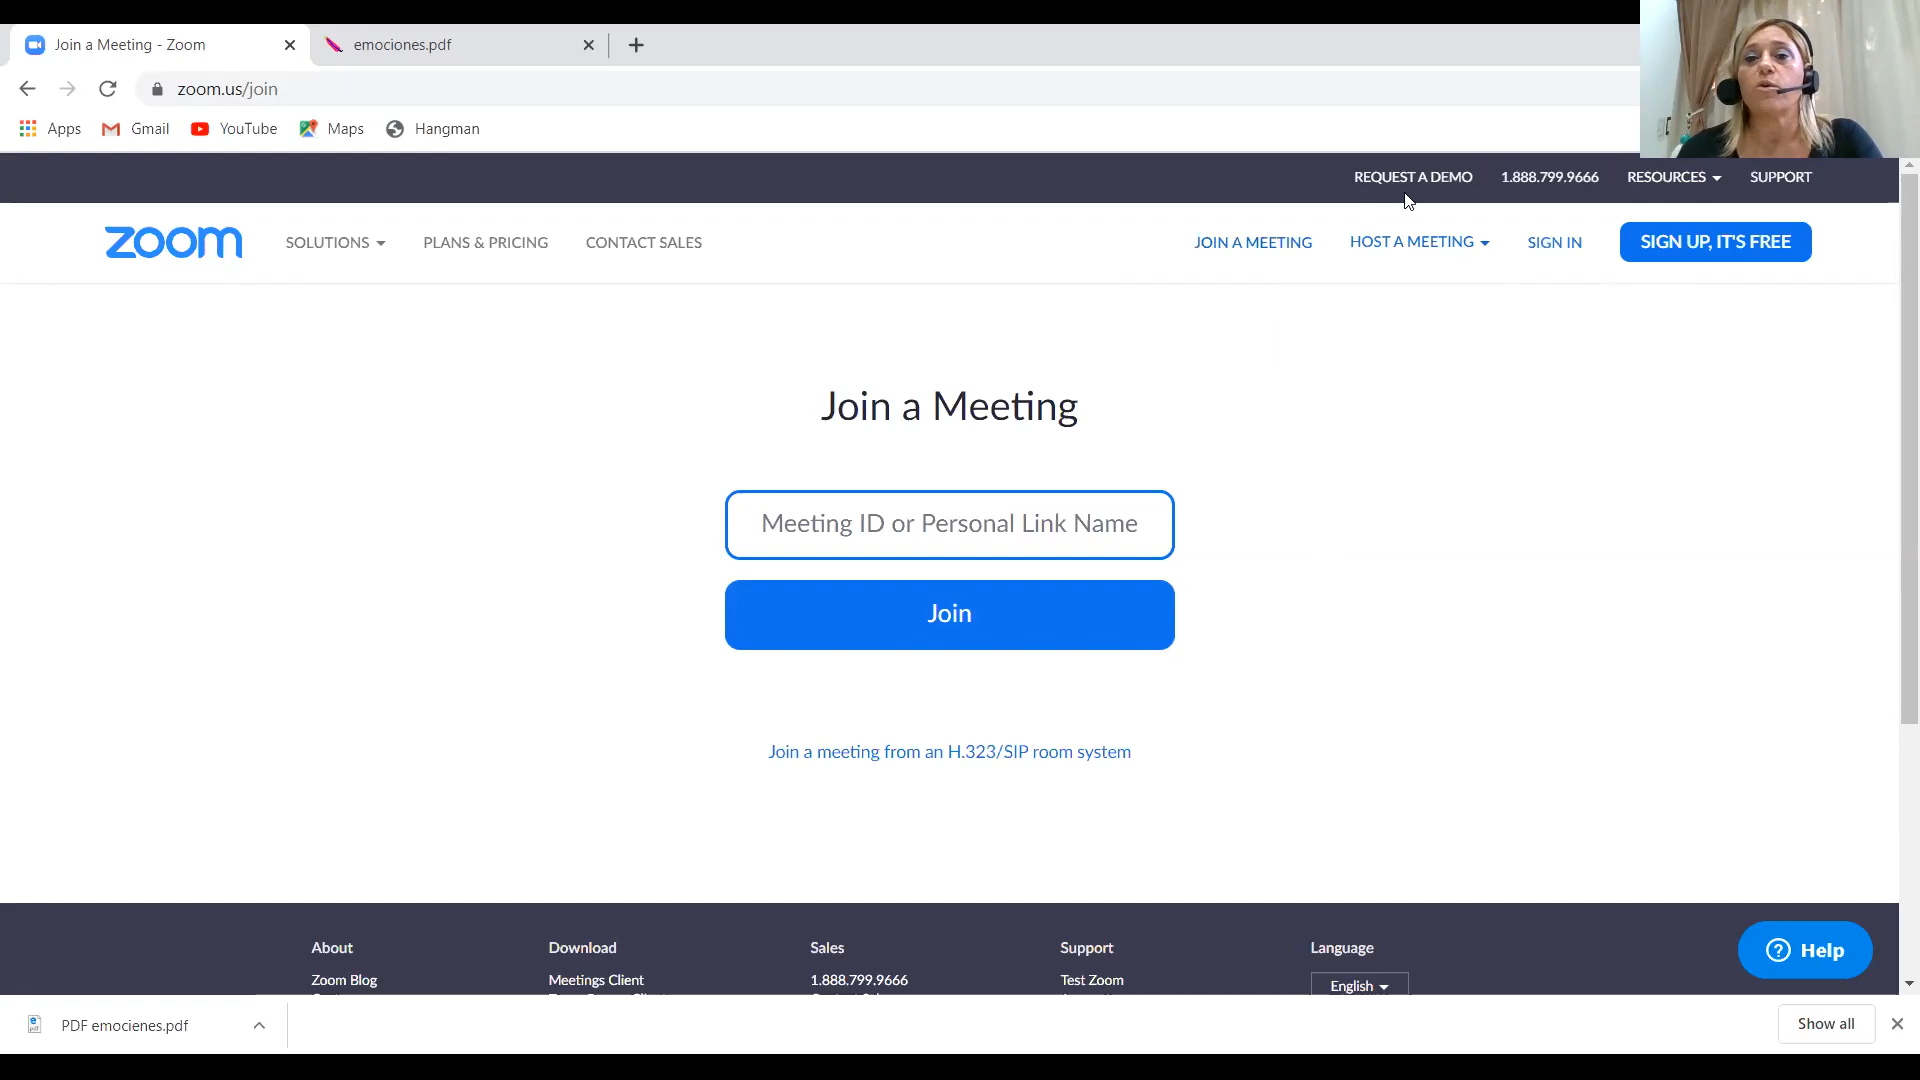 Join a Meeting - Zoom
emociones.pdf
zoom.us/join
Apps
Gmail
YouTube
Maps
Hangman
REQUEST A DEMO
1.888.799.9666
RESOURCES
SUPPORT
zoom
SOLUTIONS
PLANS & PRICING
CONTACT SALES
JOIN A MEETING
HOST A MEETING
SIGN IN
SIGN UP, IT'S FREE
Join a Meeting
Meeting ID or Personal Link Name
Join
Join a meeting from an H.323/SIP room system
About
Download
Sales
Support
Language
Zoom Blog
Meetings Client
1.888.799.9666
Test Zoom
English
Help
PDF emocienes.pdf
Show all